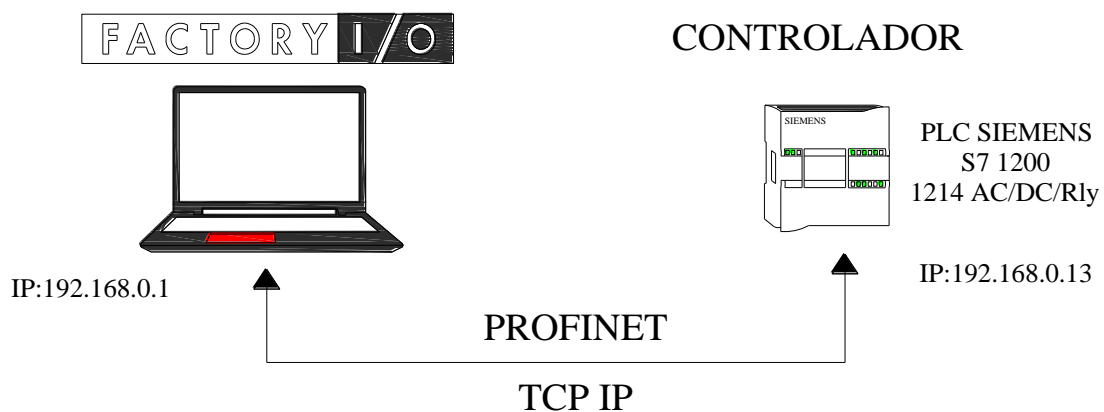 FACTORY I/O
CONTROLADOR
SIEMENS
PLC SIEMENS
S7 1200
1214 AC/DC/Rly
IP:192.168.0.1
IP:192.168.0.13
PROFINET
TCP IP